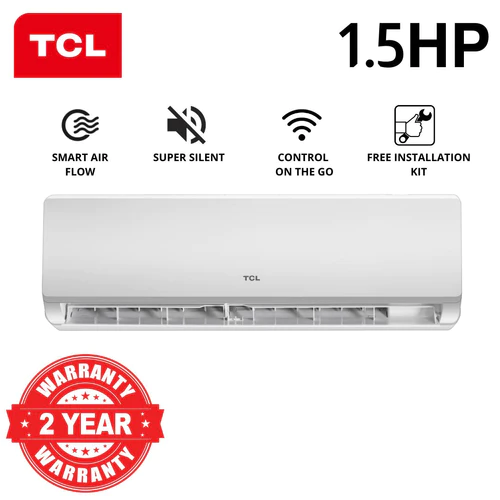 TCL
1.5HP
SMART AIR
FLOW
SUPER SILENT
CONTROL
ON THE GO
FREE INSTALLATION
KIT
TCL
WARRANTY
2 YEAR
WARRANTY